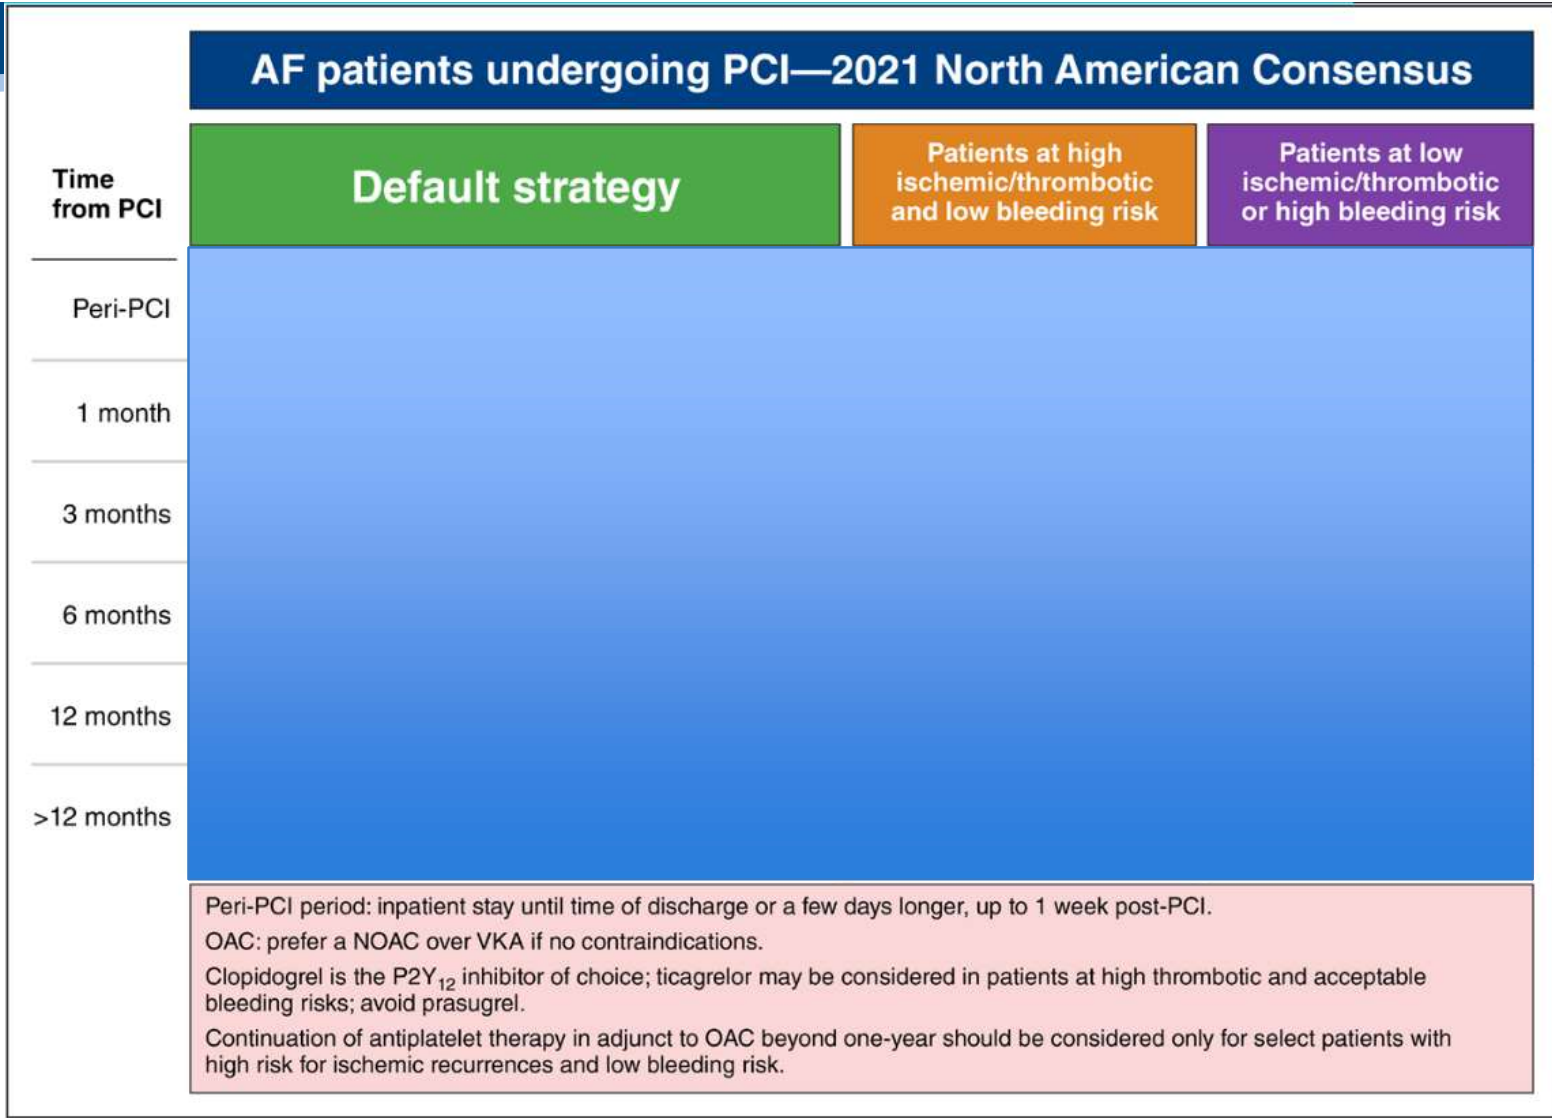 AF patients undergoing PCI—2021 North American Consensus
Time
from PCI
Default strategy
Patients at high
ischemic/thrombotic
and low bleeding risk
Patients at low
ischemic/thrombotic
or high bleeding risk
Peri-PCI
1 month
3 months
6 months
12 months
>12 months
Peri-PCI period: inpatient stay until time of discharge or a few days longer, up to 1 week post-PCI.
OAC: prefer a NOAC over VKA if no contraindications.
Clopidogrel is the P2Y12 inhibitor of choice; ticagrelor may be considered in patients at high thrombotic and acceptable
bleeding risks; avoid prasugrel.
Continuation of antiplatelet therapy in adjunct to OAC beyond one-year should be considered only for select patients with
high risk for ischemic recurrences and low bleeding risk.